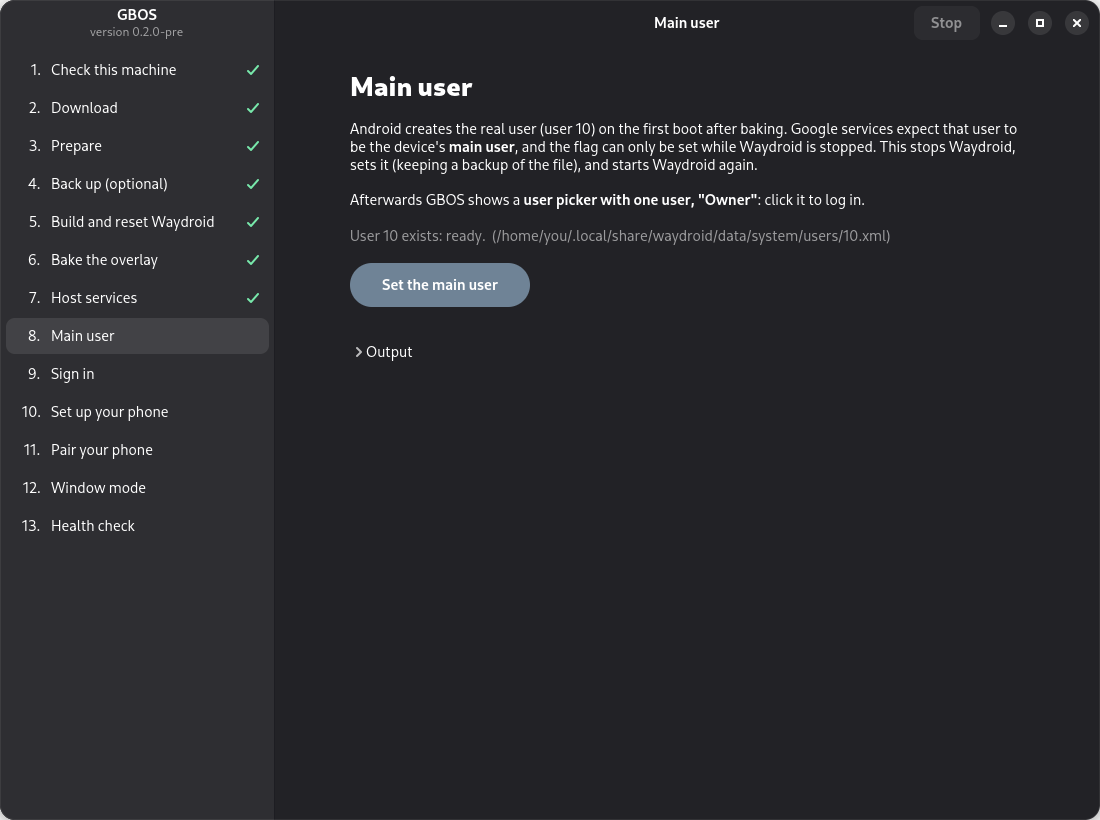 GBOS
version 0.2.0-pre
Main user
Stop
1. Check this machine
2. Download
3. Prepare
4. Back up (optional)
5. Build and reset Waydroid
6. Bake the overlay
7. Host services
8. Main user
9. Sign in
10. Set up your phone
11. Pair your phone
12. Window mode
13. Health check
Main user
Android creates the real user (user 10) on the first boot after baking. Google services expect that user to
be the device's main user, and the flag can only be set while Waydroid is stopped. This stops Waydroid,
sets it (keeping a backup of the file), and starts Waydroid again.
Afterwards GBOS shows a user picker with one user, "Owner": click it to log in.
User 10 exists: ready. (/home/you/.local/share/waydroid/data/system/users/10.xml)
Set the main user
Output